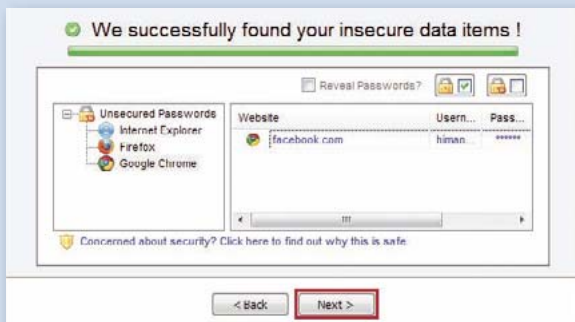 We successfully found your insecure data items !
Reveal Passwords?
Unsecured Passwords
Internet Explorer
Firefox
Google Chrome
Website Usern... Pass...
facebook.com himan... ******
Concerned about security? Click here to find out why this is safe
< Back Next >